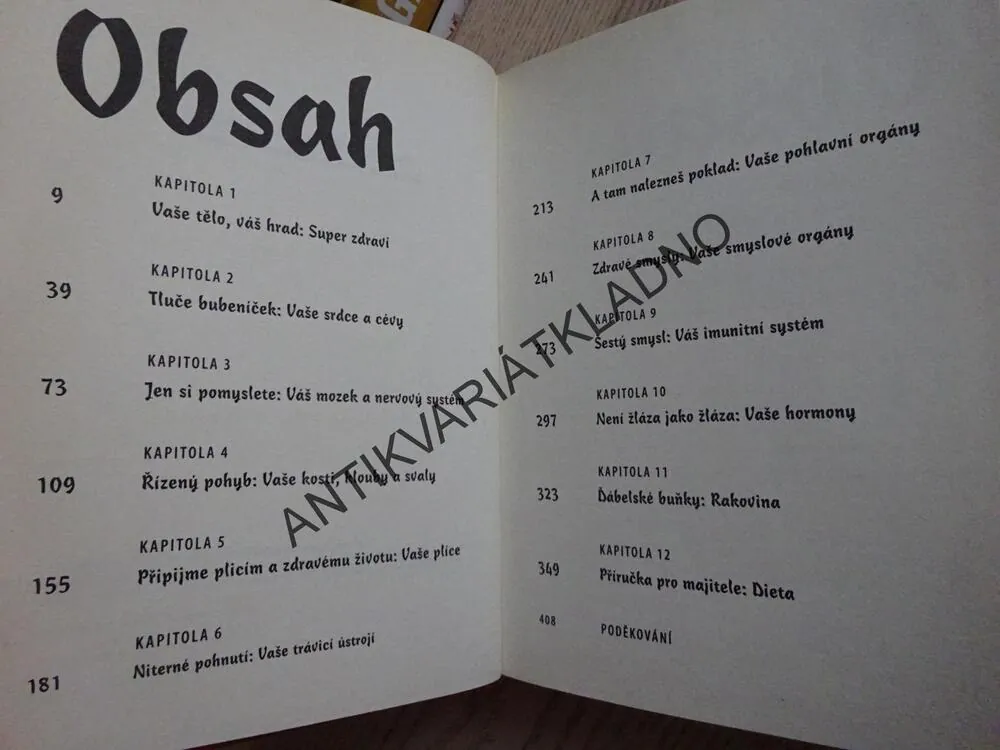 Obsah
9
KAPITOLA 1
Vaše tělo, váš hrad: Super zdraví
39
KAPITOLA 2
Tluče bubeníček: Vaše srdce a cévy
73
KAPITOLA 3
Jen si pomyslete: Váš mozek a nervový systém
109
KAPITOLA 4
Řízený pohyb: Vaše kosti, klouby a svaly
155
KAPITOLA 5
Připijme plicím a zdravému životu: Vaše plíce
181
KAPITOLA 6
Niterné pohnutí: Vaše trávicí ústrojí
213
KAPITOLA 7
A tam nalezneš poklad: Vaše pohlavní orgány
241
KAPITOLA 8
Zdravé smysly: Vaše smyslové orgány
273
KAPITOLA 9
Šestý smysl: Váš imunitní systém
297
KAPITOLA 10
Není žláza jako žláza: Vaše hormony
323
KAPITOLA 11
Ďábelské buňky: Rakovina
349
KAPITOLA 12
Příručka pro majitele: Dieta
408
PODĚKOVÁNÍ
ANTIKVARIÁTKLADNO